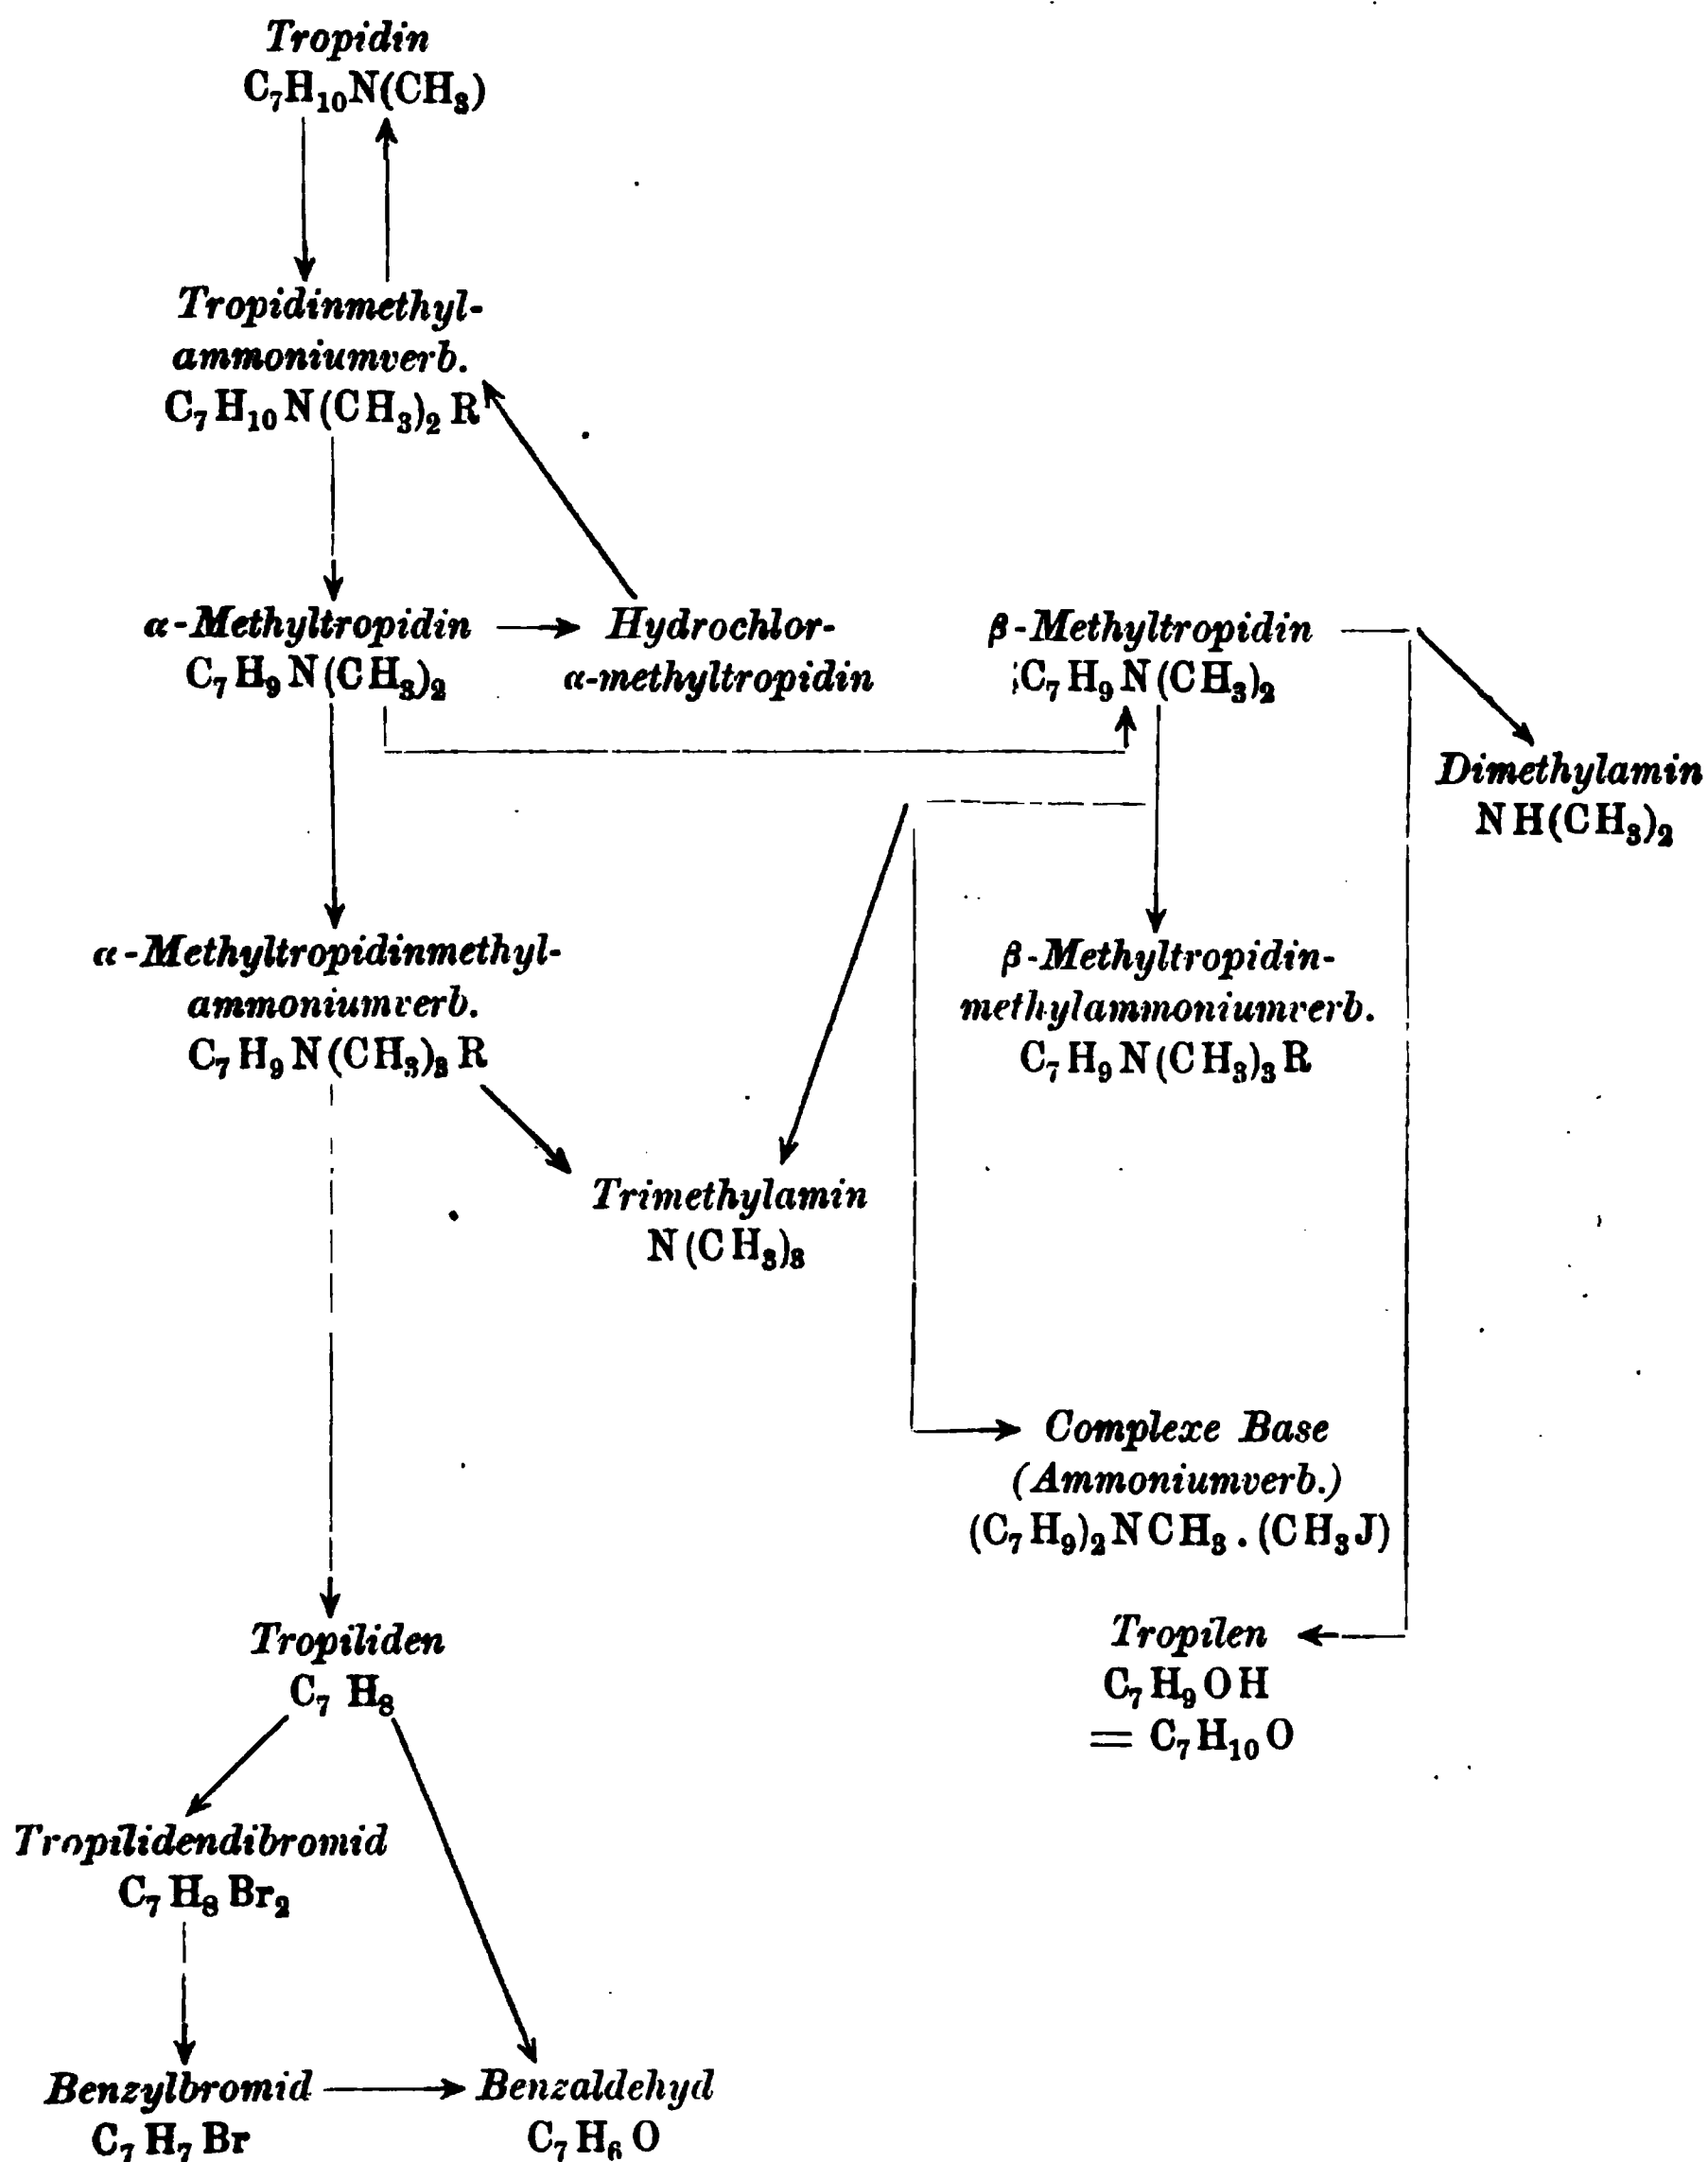 Tropidin
C₇H₁₀N(CH₃)
Tropidinmethyl-
ammoniumverb.
C₇H₁₀N(CH₃)₂R
α-Methyltropidin
C₇H₉N(CH₃)₂
Hydrochlor-
α-methyltropidin
β-Methyltropidin
C₇H₉N(CH₃)₂
Dimethylamin
NH(CH₃)₂
α-Methyltropidinmethyl-
ammoniumverb.
C₇H₉N(CH₃)₃R
β-Methyltropidin-
methylammoniumverb.
C₇H₉N(CH₃)₃R
Trimethylamin
N(CH₃)₃
Complexe Base
(Ammoniumverb.)
(C₇H₉)₂NCH₃.(CH₃J)
Tropiliden
C₇H₈
Tropilen
C₇H₉OH
= C₇H₁₀O
Tropilidendibromid
C₇H₈Br₂
Benzylbromid
C₇H₇Br
Benzaldehyd
C₇H₆O